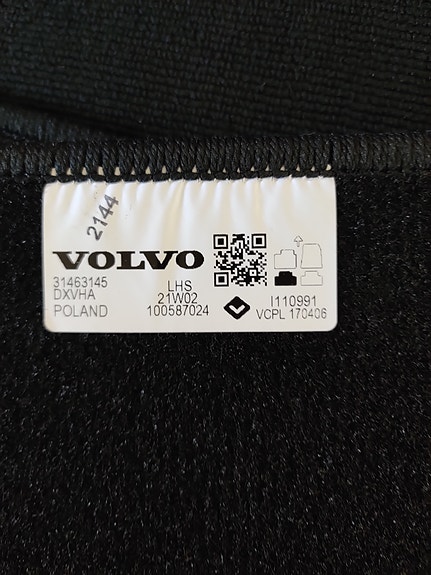 2144
VOLVO
31463145 LHS
DXVHA 21W02 I110991
POLAND 100587024 VCPL 170406